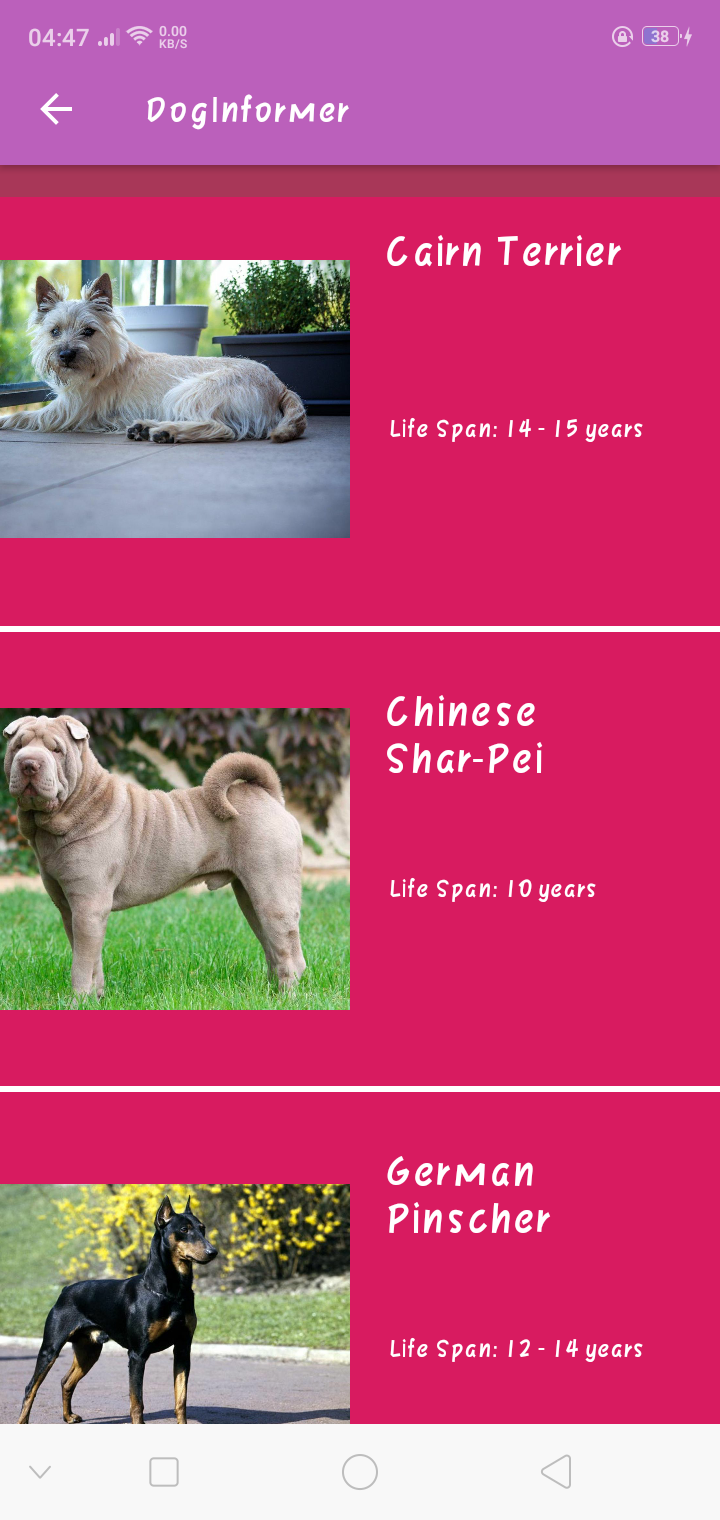 04:47 0.00 KB/S 38
DogInformer
Cairn Terrier
Life Span: 14 - 15 years
Chinese
Shar-Pei
Life Span: 10 years
German
Pinscher
Life Span: 12 - 14 years